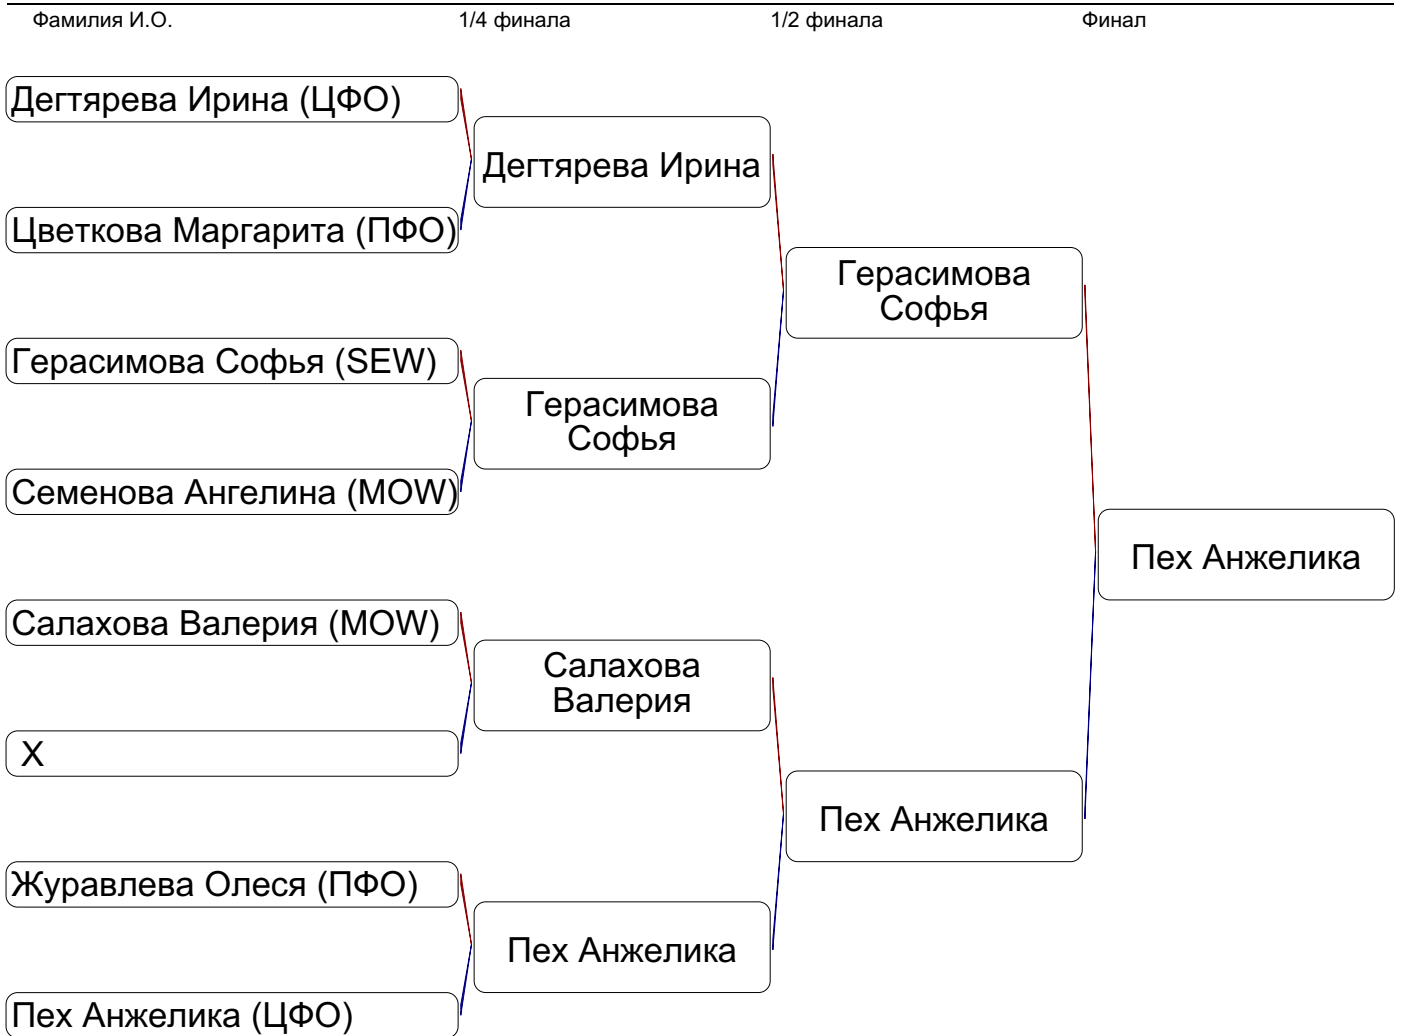 Фамилия И.О. 1/4 финала 1/2 финала Финал
Дегтярева Ирина (ЦФО)
Дегтярева Ирина
Цветкова Маргарита (ПФО)
Герасимова
Софья
Герасимова Софья (SEW)
Герасимова
Софья
Семенова Ангелина (MOW)
Пех Анжелика
Салахова Валерия (MOW)
Салахова
Валерия
X
Пех Анжелика
Журавлева Олеся (ПФО)
Пех Анжелика
Пех Анжелика (ЦФО)